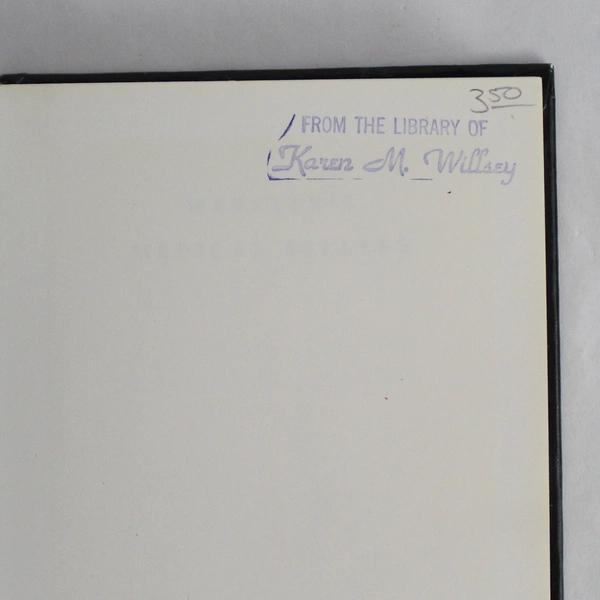 350
FROM THE LIBRARY OF
Karen M. Willsey